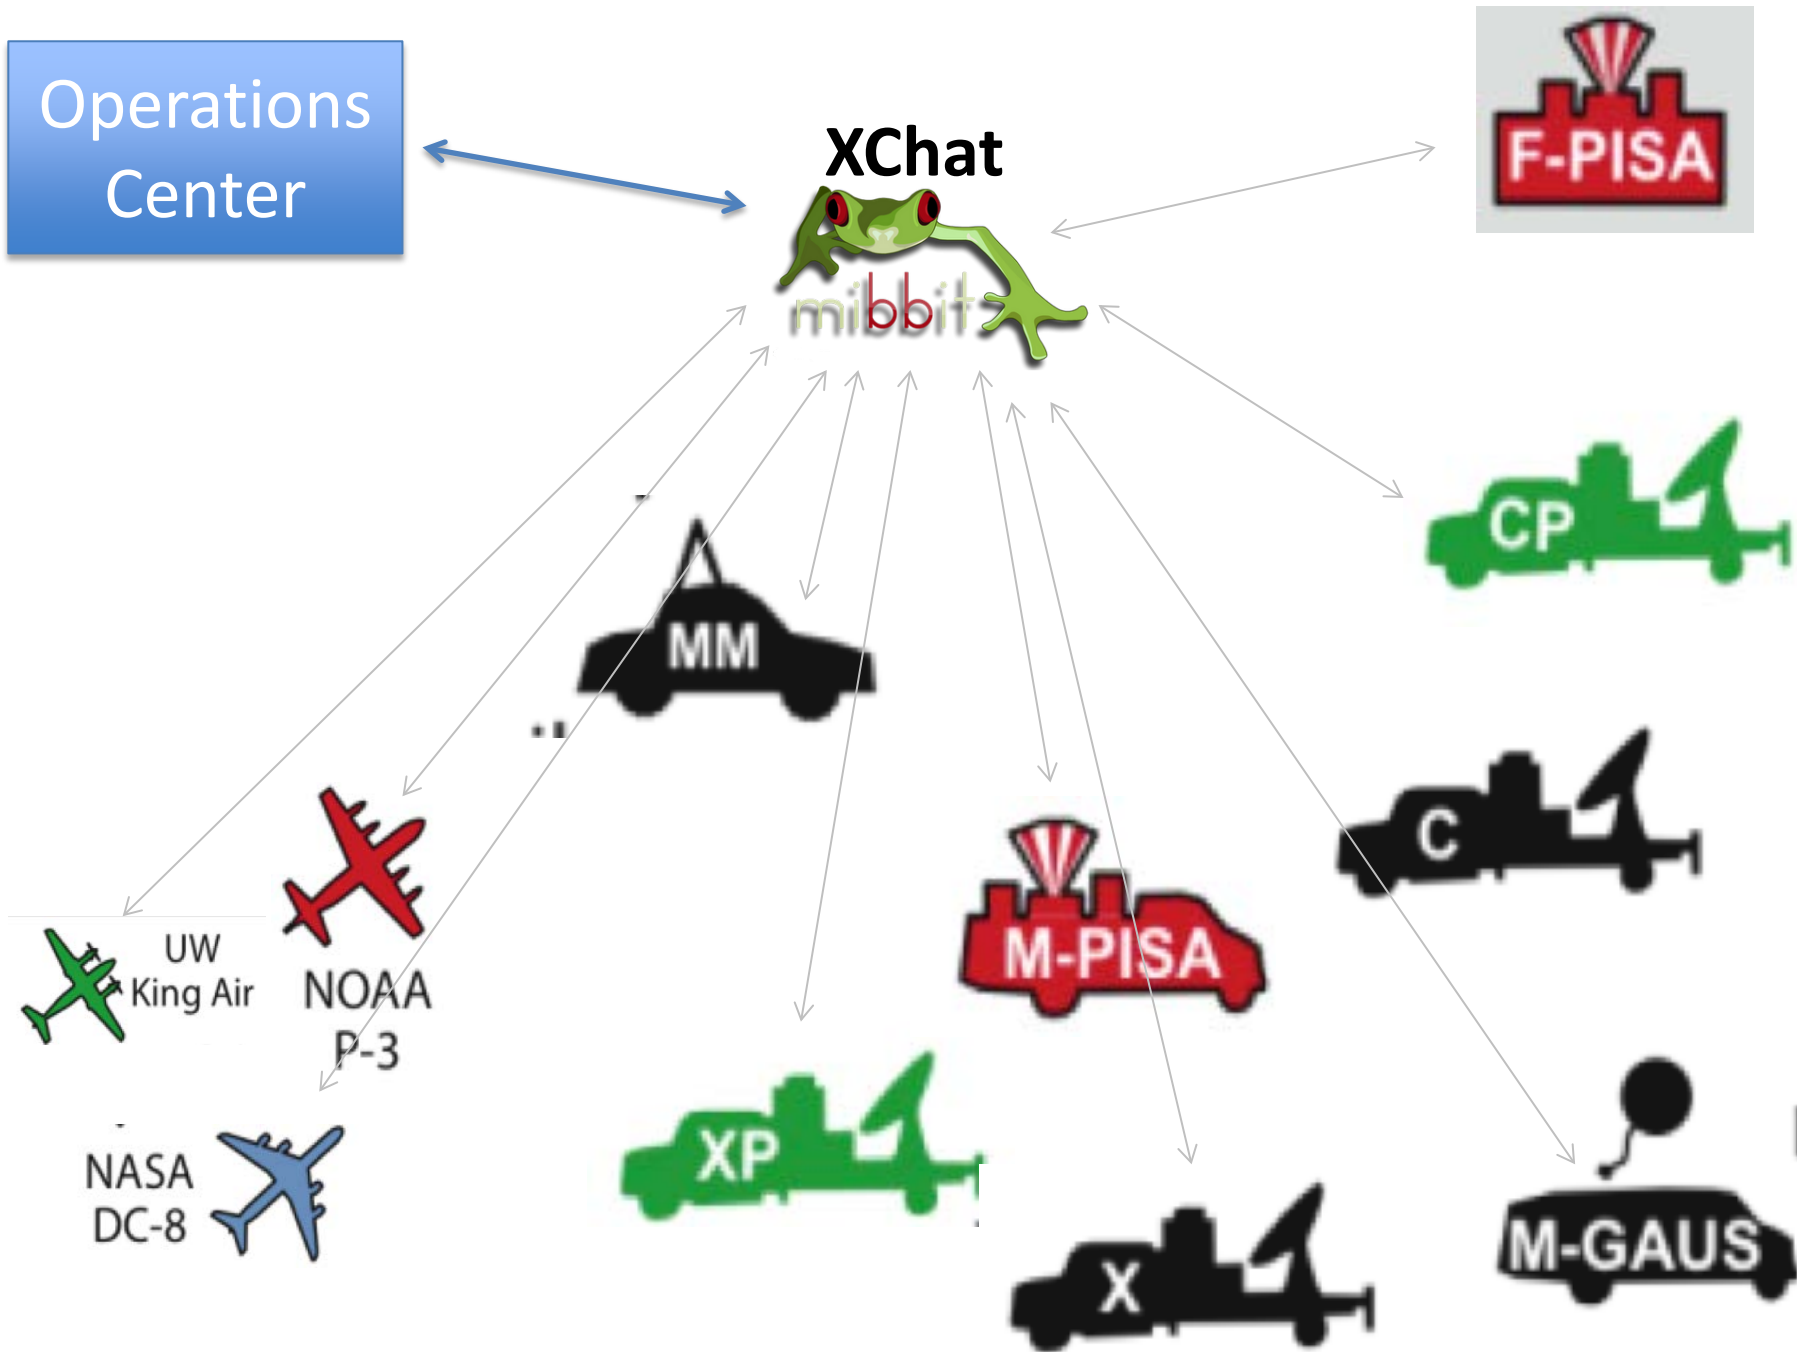 Operations
Center
XChat
mibbit
F-PISA
CP
MM
C
M-PISA
UW
King Air
NOAA
P-3
NASA
DC-8
XP
X
M-GAUS